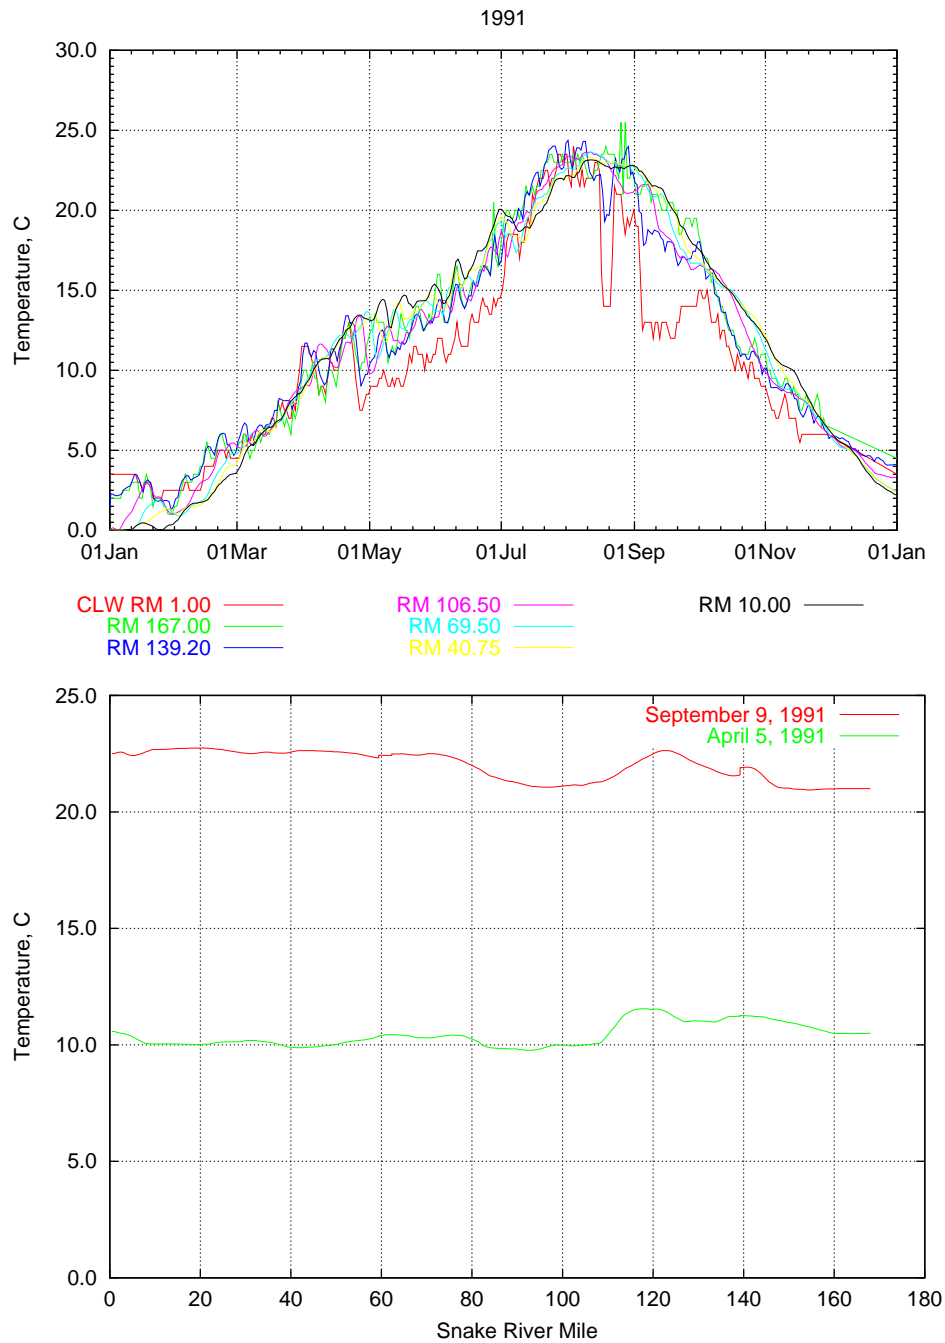 1991
30.0
25.0
20.0
15.0
10.0
5.0
0.0
Temperature, C
01Jan 01Mar 01May 01Jul 01Sep 01Nov 01Jan
CLW RM 1.00 RM 106.50 RM 10.00
RM 167.00 RM 69.50
RM 139.20 RM 40.75
25.0
20.0
15.0
10.0
5.0
0.0
Temperature, C
September 9, 1991
April 5, 1991
0 20 40 60 80 100 120 140 160 180
Snake River Mile